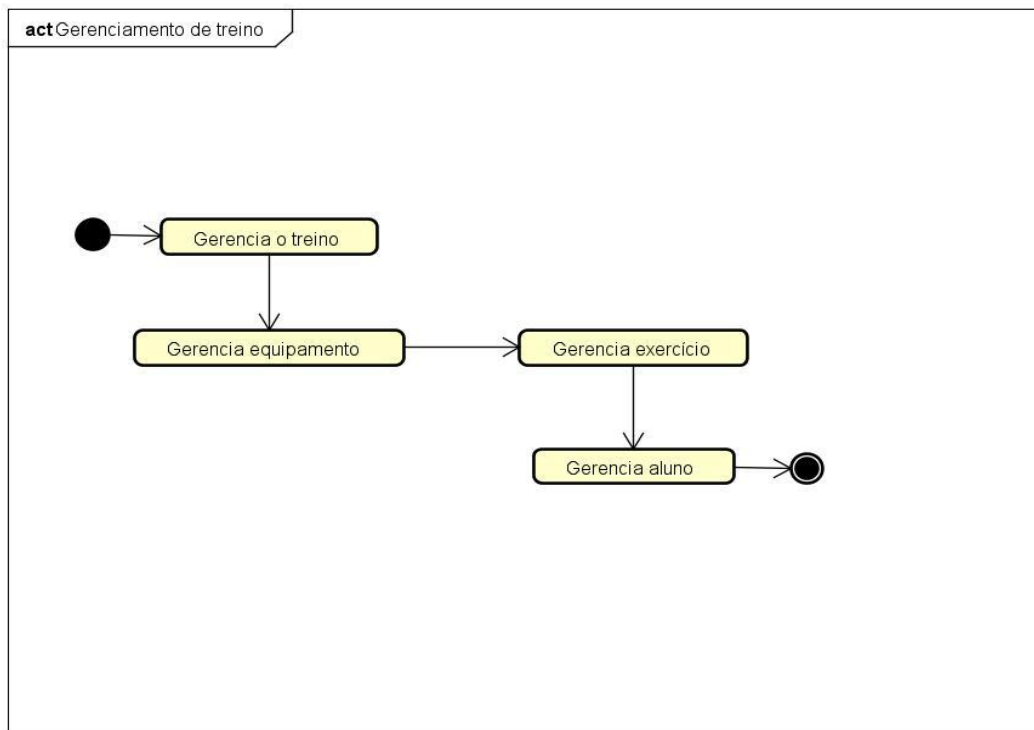 act Gerenciamento de treino
Gerencia o treino
Gerencia equipamento
Gerencia exercício
Gerencia aluno